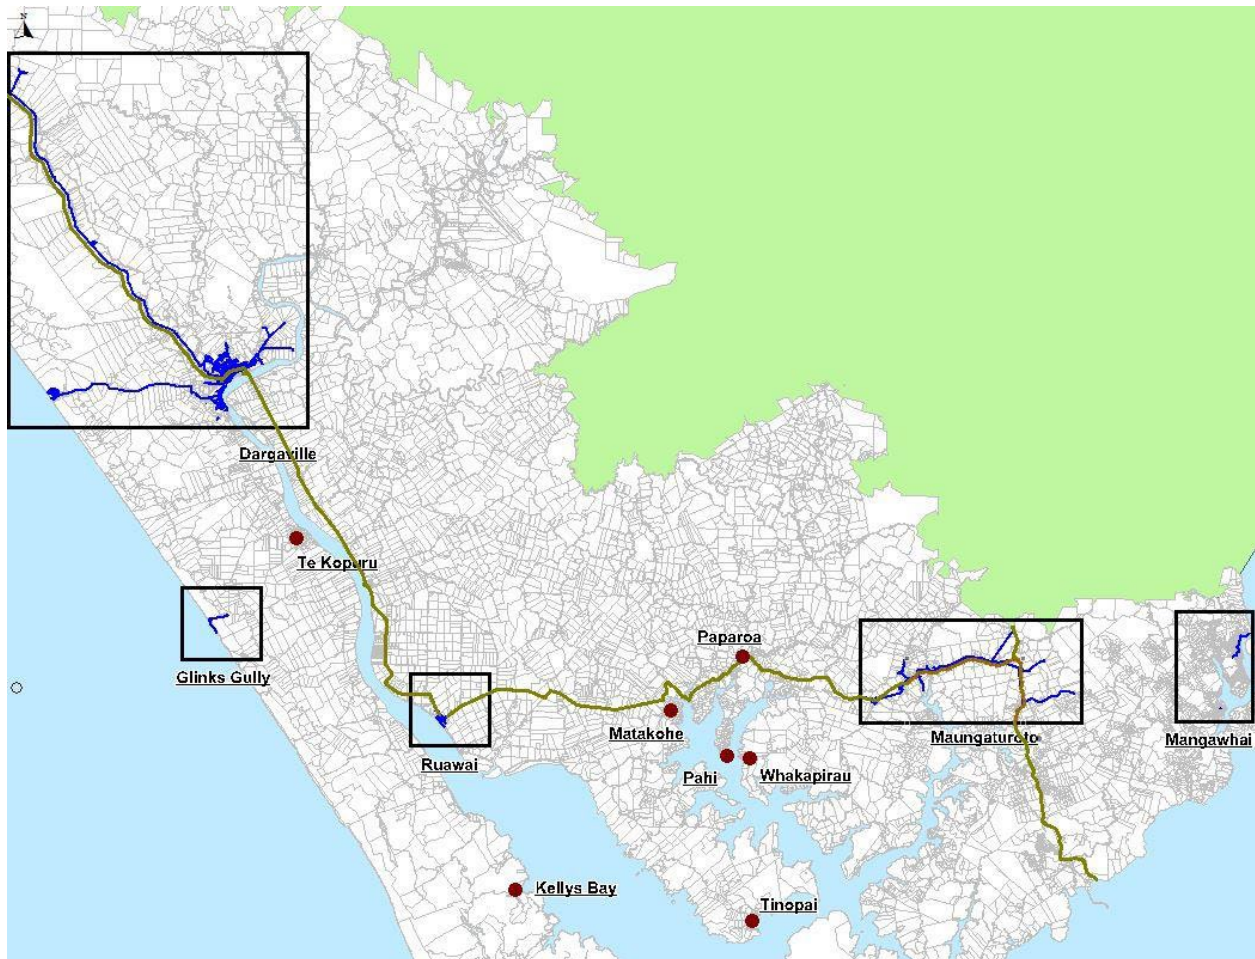 N
Dargaville
Te Kopuru
Paparoa
Glinks Gully
Matakohe
Maungaturoto
Mangawhai
Ruawai
Pahi
Whakapirau
Kellys Bay
Tinopai